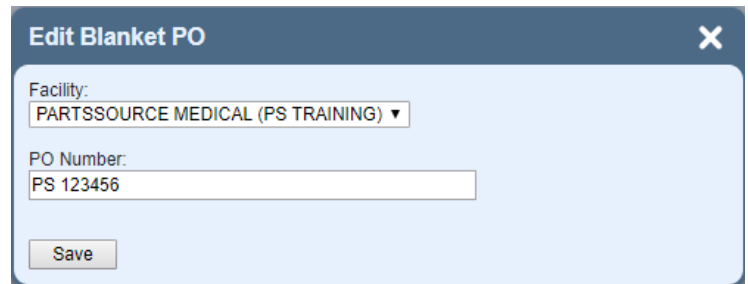 Edit Blanket PO
Facility:
PARTSSOURCE MEDICAL (PS TRAINING)
PO Number:
PS 123456
Save